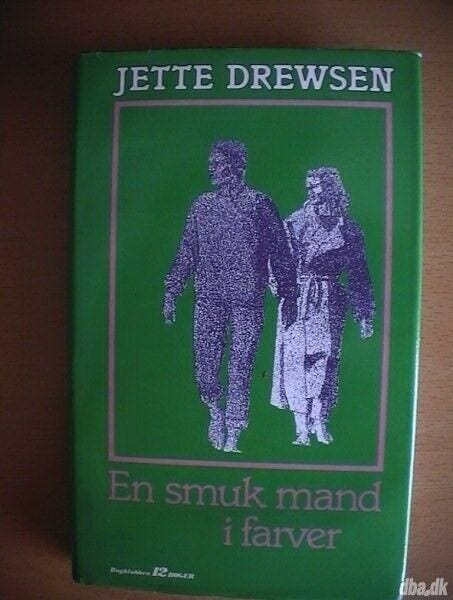 JETTE DREWSEN
En smuk mand
i farver
Bogklubben 12 BØGER
dba.dk